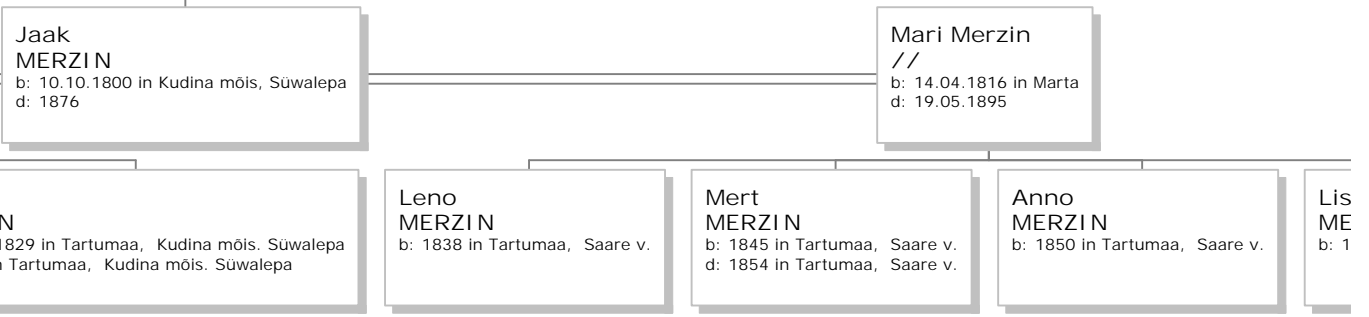 Jaak
MERZIN
b: 10.10.1800 in Kudina mõis, Süwalepa
d: 1876
Mari Merzin
//
b: 14.04.1816 in Marta
d: 19.05.1895
N
1829 in Tartumaa, Kudina mõis. Süwalepa
Tartumaa, Kudina mõis. Süwalepa
Leno
MERZIN
b: 1838 in Tartumaa, Saare v.
Mert
MERZIN
b: 1845 in Tartumaa, Saare v.
d: 1854 in Tartumaa, Saare v.
Anno
MERZIN
b: 1850 in Tartumaa, Saare v.
Lis
ME
b: 1